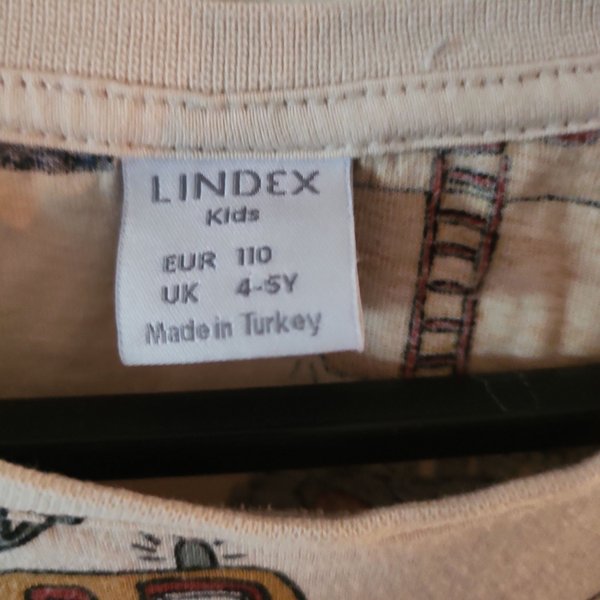 LINDEX
Kids
EUR 110
UK 4-5Y
Made in Turkey